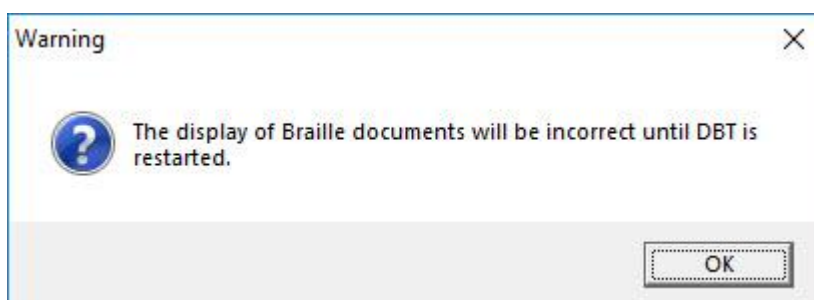 Warning
The display of Braille documents will be incorrect until DBT is
restarted.
OK